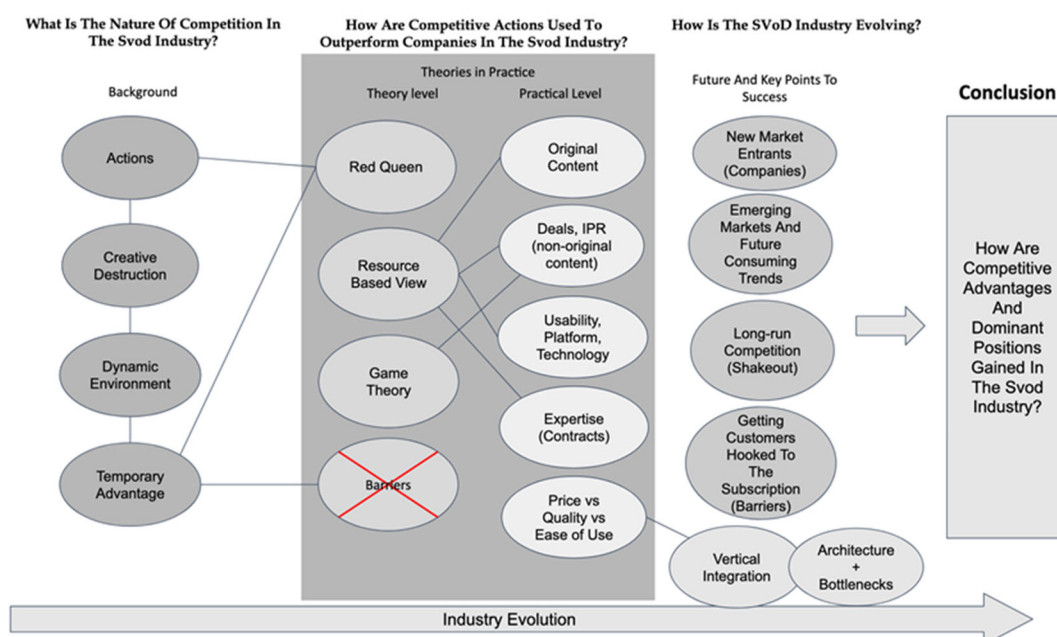 What Is The Nature Of Competition In
The Svod Industry?
How Are Competitive Actions Used To
Outperform Companies In The Svod Industry?
How Is The SVoD Industry Evolving?
Background
Actions
Creative
Destruction
Dynamic
Environment
Temporary
Advantage
Theories in Practice
Theory level
Red Queen
Resource
Based View
Game
Theory
Barriers
Practical Level
Original
Content
Deals, IPR
(non-original
content)
Usability,
Platform,
Technology
Expertise
(Contracts)
Price vs
Quality vs
Ease of Use
Future And Key Points To
Success
New Market
Entrants
(Companies)
Emerging
Markets And
Future
Consuming
Trends
Long-run
Competition
(Shakeout)
Getting
Customers
Hooked To
The
Subscription
(Barriers)
Vertical
Integration
Architecture
+
Bottlenecks
Conclusion
How Are
Competitive
Advantages
And
Dominant
Positions
Gained In
The Svod
Industry?
Industry Evolution